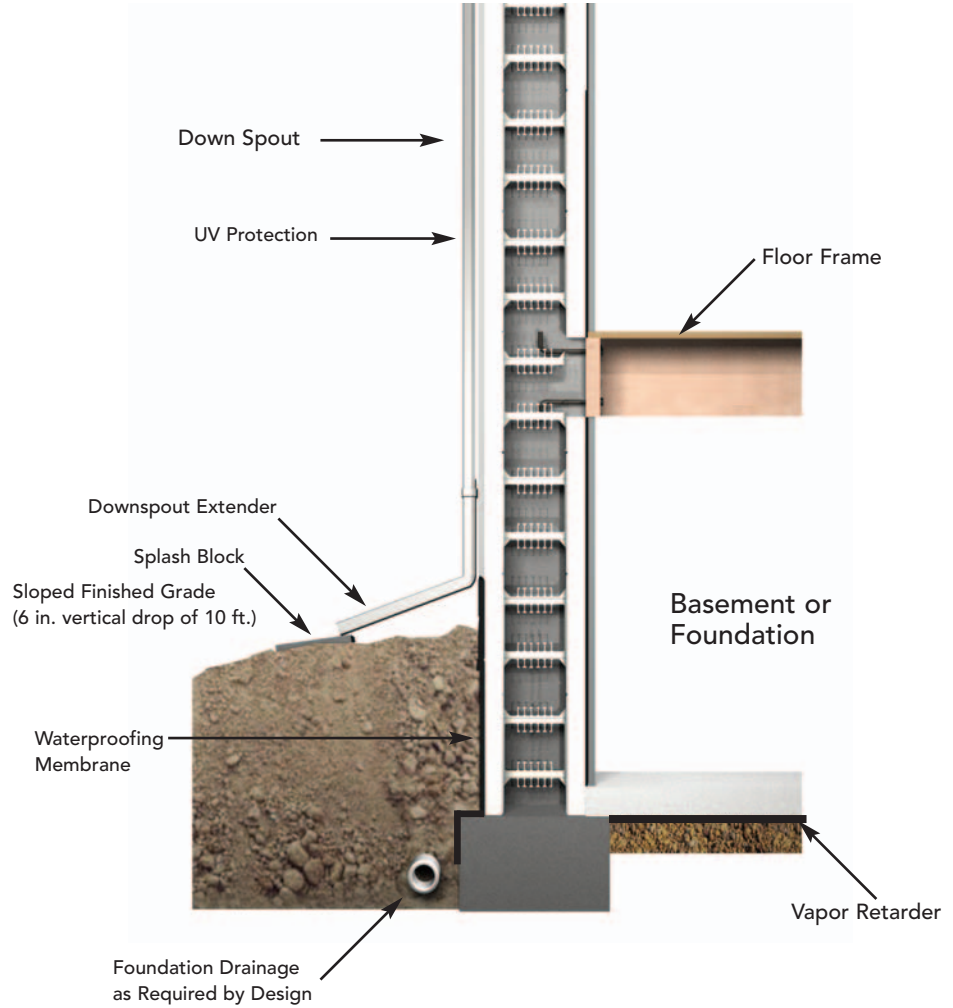 Down Spout
UV Protection
Floor Frame
Downspout Extender
Splash Block
Sloped Finished Grade
(6 in. vertical drop of 10 ft.)
Basement or
Foundation
Waterproofing
Membrane
Vapor Retarder
Foundation Drainage
as Required by Design